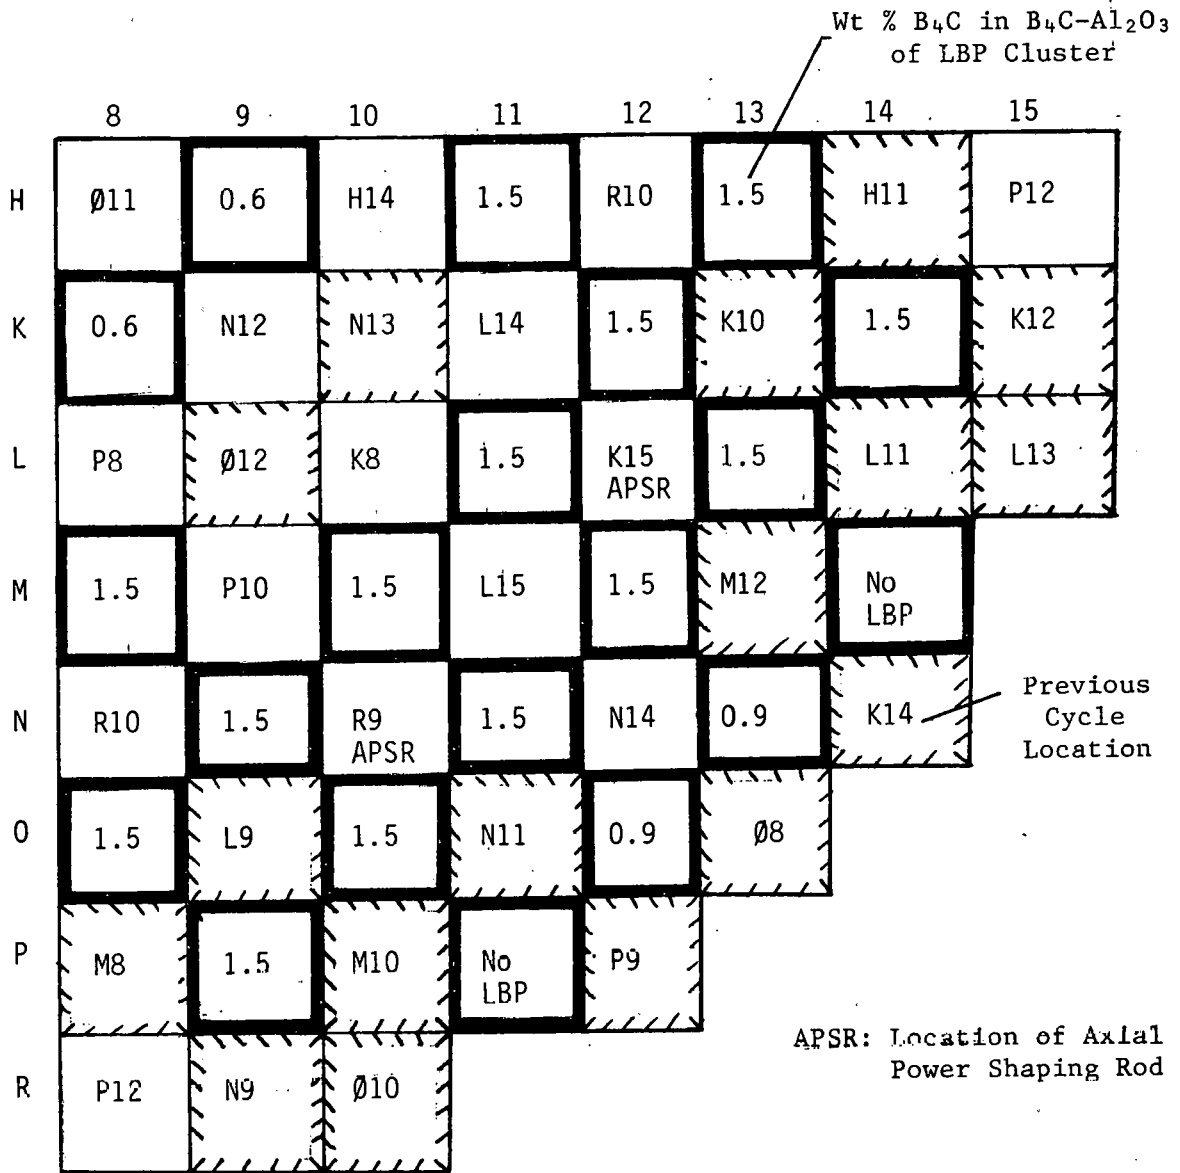 Wt % B₄C in B₄C-Al₂O₃
of LBP Cluster
8 9 10 11 12 13 14 15
H Ø11 0.6 H14 1.5 R10 1.5 H11 P12
K 0.6 N12 N13 L14 1.5 K10 1.5 K12
L P8 Ø12 K8 1.5 K15 1.5 L11 L13
APSR
M 1.5 P10 1.5 L15 1.5 M12 No
LBP
N R10 1.5 R9 1.5 N14 0.9 K14
APSR
Previous
Cycle
Location
O 1.5 L9 1.5 N11 0.9 Ø8
P M8 1.5 M10 No P9
LBP
R P12 N9 Ø10
APSR: Location of Axial
Power Shaping Rod